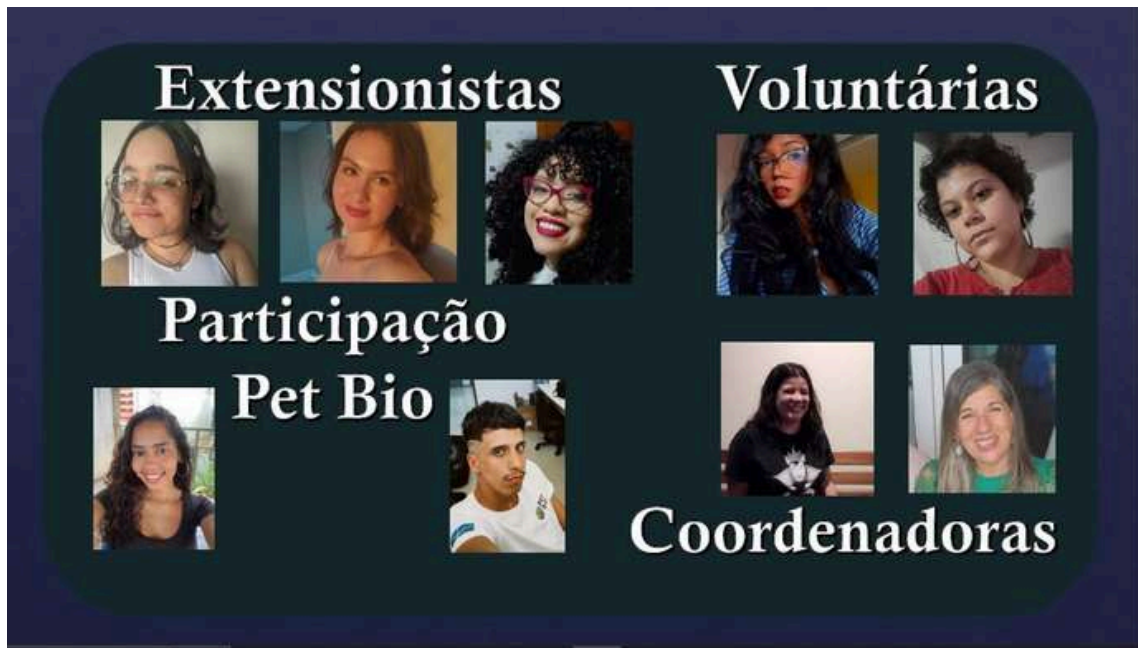 Extensionistas
Voluntárias
Participação
Pet Bio
Coordenadoras